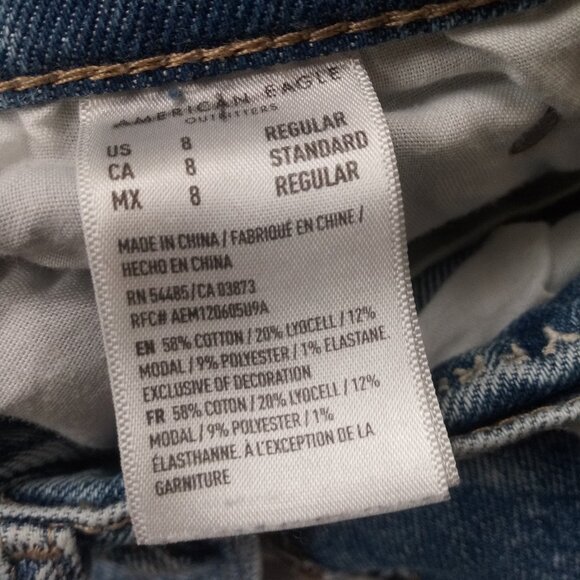 AMERICAN EAGLE
OUTFITTERS
US 8 REGULAR
CA 8 STANDARD
MX 8 REGULAR
MADE IN CHINA / FABRIQUÉ EN CHINE /
HECHO EN CHINA
RN 54485/CA 03873
RFC# AEM120605U9A
EN 58% COTTON / 20% LYOCELL / 12%
MODAL / 9% POLYESTER / 1% ELASTANE.
EXCLUSIVE OF DECORATION
FR 58% COTON / 20% LYOCELL / 12%
MODAL / 9% POLYESTER / 1%
ÉLASTHANNE. À L'EXCEPTION DE LA
GARNITURE